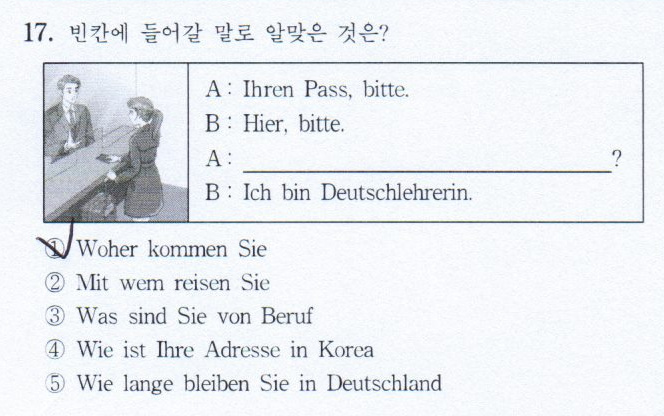 17. 빈칸에 들어갈 말로 알맞은 것은?
A : Ihren Pass, bitte.
B : Hier, bitte.
A : ____________________?
B : Ich bin Deutschlehrerin.
① Woher kommen Sie
② Mit wem reisen Sie
③ Was sind Sie von Beruf
④ Wie ist Ihre Adresse in Korea
⑤ Wie lange bleiben Sie in Deutschland